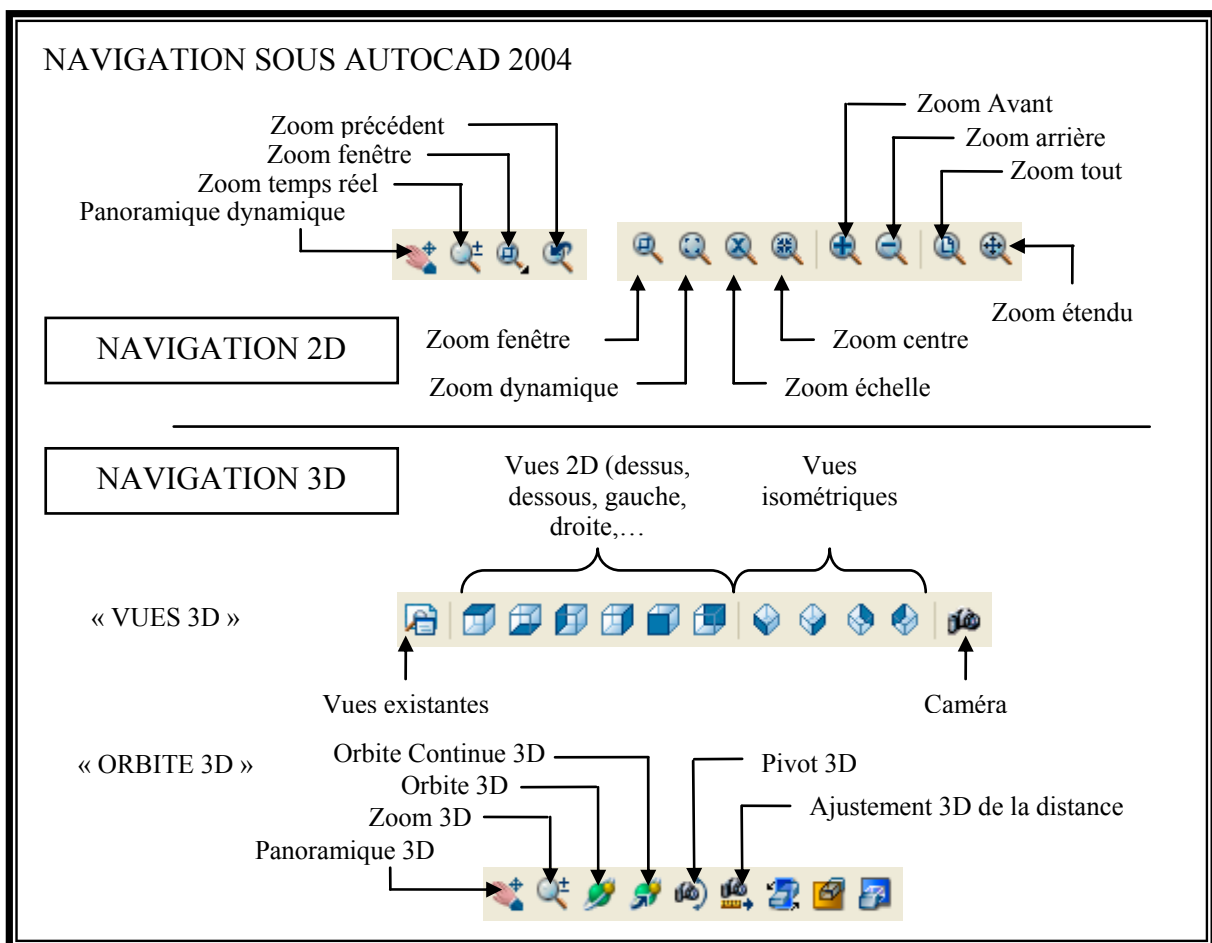 NAVIGATION SOUS AUTOCAD 2004
Zoom Avant
Zoom précédent
Zoom arrière
Zoom fenêtre
Zoom tout
Zoom temps réel
Panoramique dynamique
Zoom étendu
NAVIGATION 2D
Zoom fenêtre
Zoom centre
Zoom dynamique
Zoom échelle
NAVIGATION 3D
Vues 2D (dessus,
dessous, gauche,
droite,…
Vues
isométriques
« VUES 3D »
Vues existantes
Caméra
« ORBITE 3D »
Orbite Continue 3D
Pivot 3D
Orbite 3D
Ajustement 3D de la distance
Zoom 3D
Panoramique 3D